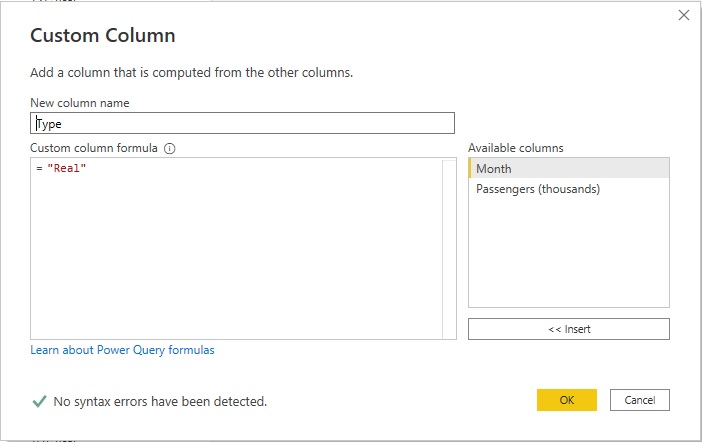 Custom Column
Add a column that is computed from the other columns.
New column name
Type
Custom column formula
= "Real"
Available columns
Month
Passengers (thousands)
<< Insert
Learn about Power Query formulas
No syntax errors have been detected.
OK
Cancel